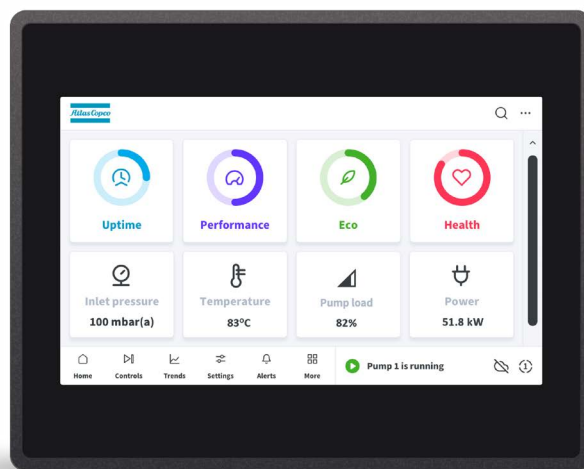 Atlas Copco
Uptime
Performance
Eco
Health
Inlet pressure
Temperature
Pump load
Power
100 mbar(a)
83°C
82%
51.8 kW
Home
Controls
Trends
Settings
Alerts
More
Pump 1 is running
1